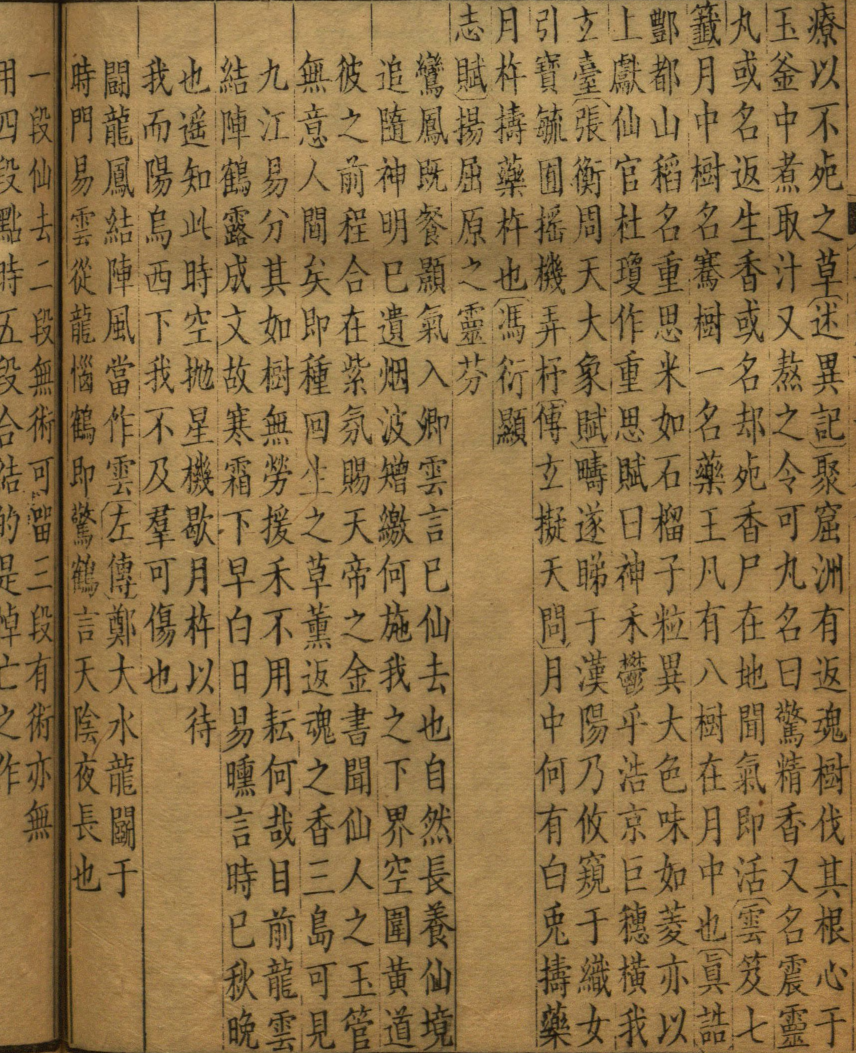 療以不死之草〔述異記〕聚窟洲有返魂樹伐其根心于
玉釜中煮取汁又熬之令可丸名曰驚精香又名震靈
丸或名返生香或名却死香尸在地聞氣即活〔雲笈七
籤〕月中樹名騫樹一名藥王凡有八樹在月中也〔眞誥〕
酆都山稻名重思米如石榴子粒異大色味如菱亦以
上獻仙官杜瓊作重思賦曰神禾鬱乎浩京巨穗橫我
玄臺〔張衡周天大象賦〕疇遂睇于漢陽乃攸窺于織女
引寶毓囿搖機弄杼〔傅玄擬天問〕月中何有白兎擣藥
月杵擣藥杵也〔馮衍顯
志賦〕揚屈原之靈芬
鸞鳳既餐顥氣入卿雲言已仙去也自然長養仙境
追隨神明已遺烟波矰繳何施我之下界空圍黄道
彼之前程合在紫氛賜天帝之金書聞仙人之玉管
無意人間矣即種回生之草薰返魂之香三島可見
九江易分其如樹無勞援禾不用耘何哉目前龍雲
結陣鶴露成文故寒霜下早白日易曛言時已秋晩
也遥知此時空抛星機歇月杵以待
我而陽烏西下我不及羣可傷也
鬪龍鳳結陣風當作雲〔左傳〕鄭大水龍鬪于
時門易雲從龍惱鶴即驚鶴言天陰夜長也
一段仙去二段無術可留三段有術亦無
用四段點時五段合結的是悼亡之作